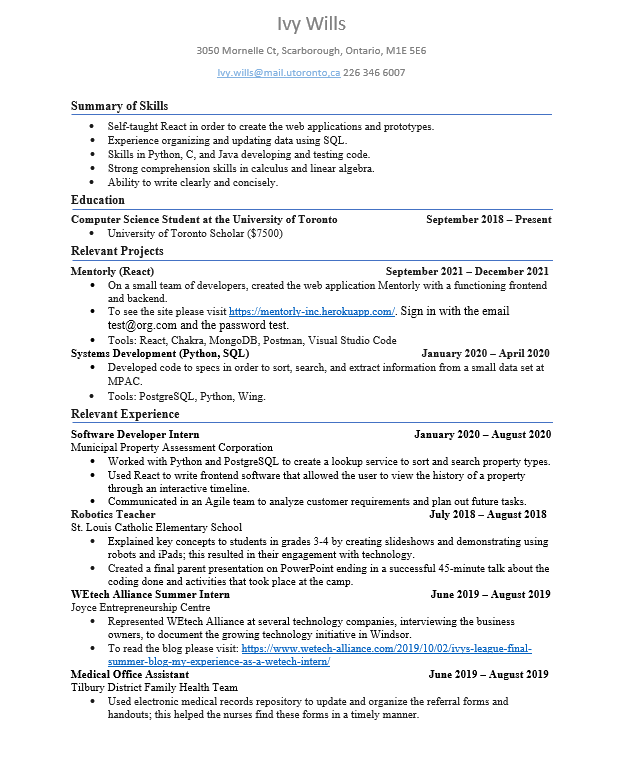 Ivy Wills
3050 Mornelle Ct, Scarborough, Ontario, M1E 5E6
Ivy.wills@mail.utoronto,ca 226 346 6007
Summary of Skills
• Self-taught React in order to create the web applications and prototypes.
• Experience organizing and updating data using SQL.
• Skills in Python, C, and Java developing and testing code.
• Strong comprehension skills in calculus and linear algebra.
• Ability to write clearly and concisely.
Education
Computer Science Student at the University of Toronto September 2018 – Present
• University of Toronto Scholar ($7500)
Relevant Projects
Mentorly (React) September 2021 – December 2021
• On a small team of developers, created the web application Mentorly with a functioning frontend
and backend.
• To see the site please visit https://mentorly-inc.herokuapp.com/. Sign in with the email
test@org.com and the password test.
• Tools: React, Chakra, MongoDB, Postman, Visual Studio Code
Systems Development (Python, SQL) January 2020 – April 2020
• Developed code to specs in order to sort, search, and extract information from a small data set at
MPAC.
• Tools: PostgreSQL, Python, Wing.
Relevant Experience
Software Developer Intern January 2020 – August 2020
Municipal Property Assessment Corporation
• Worked with Python and PostgreSQL to create a lookup service to sort and search property types.
• Used React to write frontend software that allowed the user to view the history of a property
through an interactive timeline.
• Communicated in an Agile team to analyze customer requirements and plan out future tasks.
Robotics Teacher July 2018 – August 2018
St. Louis Catholic Elementary School
• Explained key concepts to students in grades 3-4 by creating slideshows and demonstrating using
robots and iPads; this resulted in their engagement with technology.
• Created a final parent presentation on PowerPoint ending in a successful 45-minute talk about the
coding done and activities that took place at the camp.
WEtech Alliance Summer Intern June 2019 – August 2019
Joyce Entrepreneurship Centre
• Represented WEtech Alliance at several technology companies, interviewing the business
owners, to document the growing technology initiative in Windsor.
• To read the blog please visit: https://www.wetech-alliance.com/2019/10/02/ivys-league-final-
summer-blog-my-experience-as-a-wetech-intern/
Medical Office Assistant June 2019 – August 2019
Tilbury District Family Health Team
• Used electronic medical records repository to update and organize the referral forms and
handouts; this helped the nurses find these forms in a timely manner.